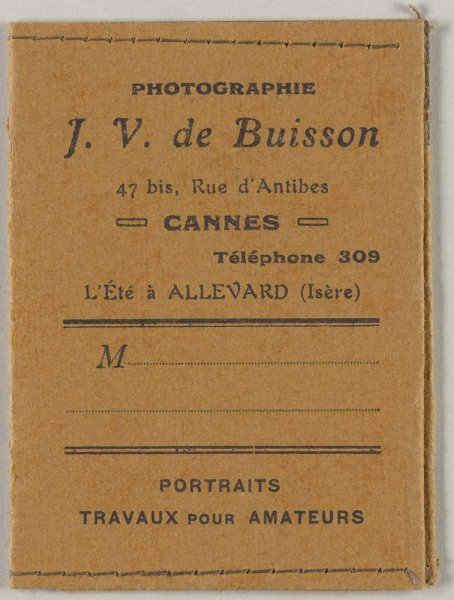 PHOTOGRAPHIE
J. V. de Buisson
47 bis, Rue d'Antibes
CANNES
Téléphone 309
L'Été à ALLEVARD (Isère)
M
PORTRAITS
TRAVAUX POUR AMATEURS